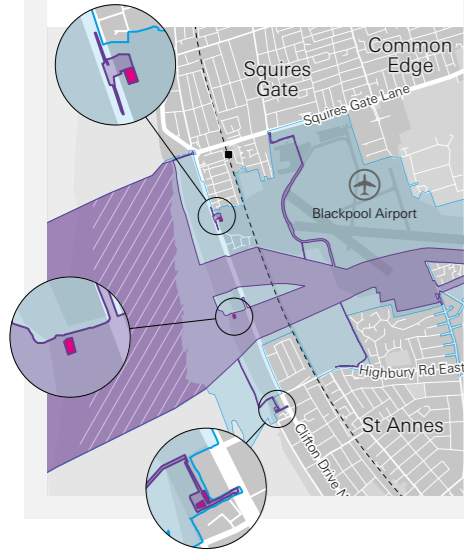 Common
Edge
Squires
Gate
Squires Gate Lane
Blackpool Airport
Highbury Rd East
St Annes
Clifton Drive